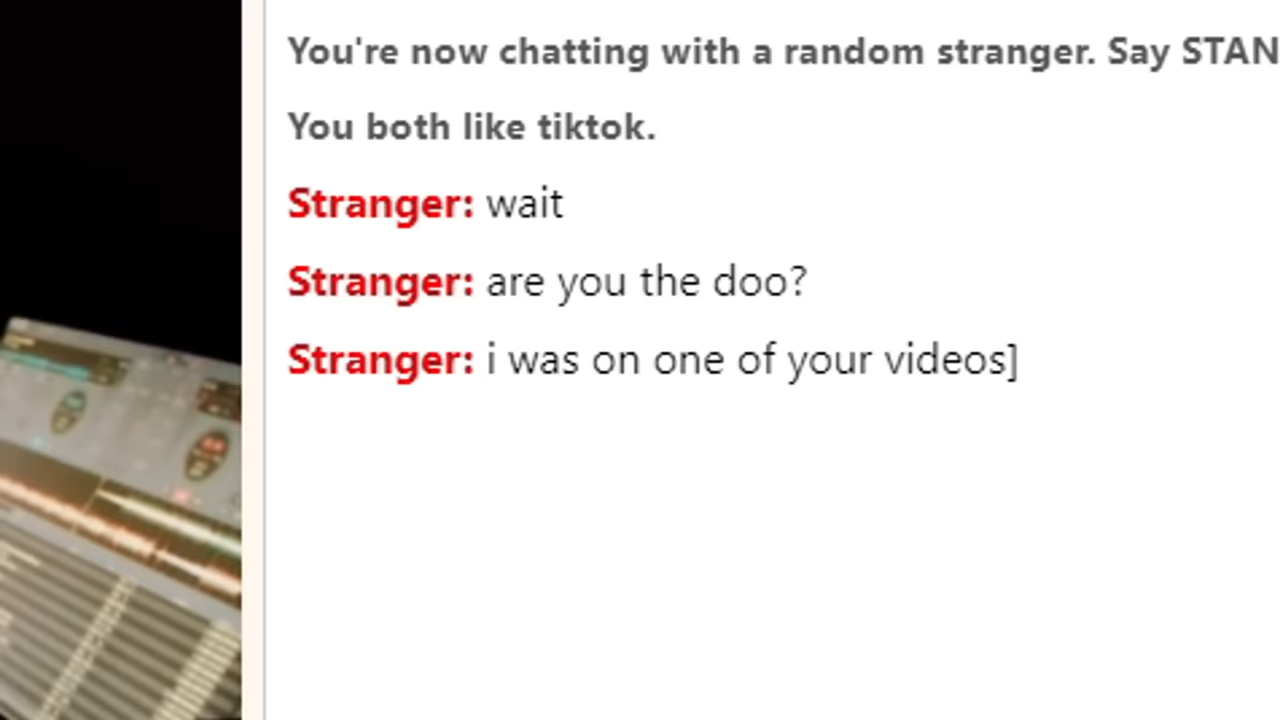 You're now chatting with a random stranger. Say STAN
You both like tiktok.
Stranger: wait
Stranger: are you the doo?
Stranger: i was on one of your videos]